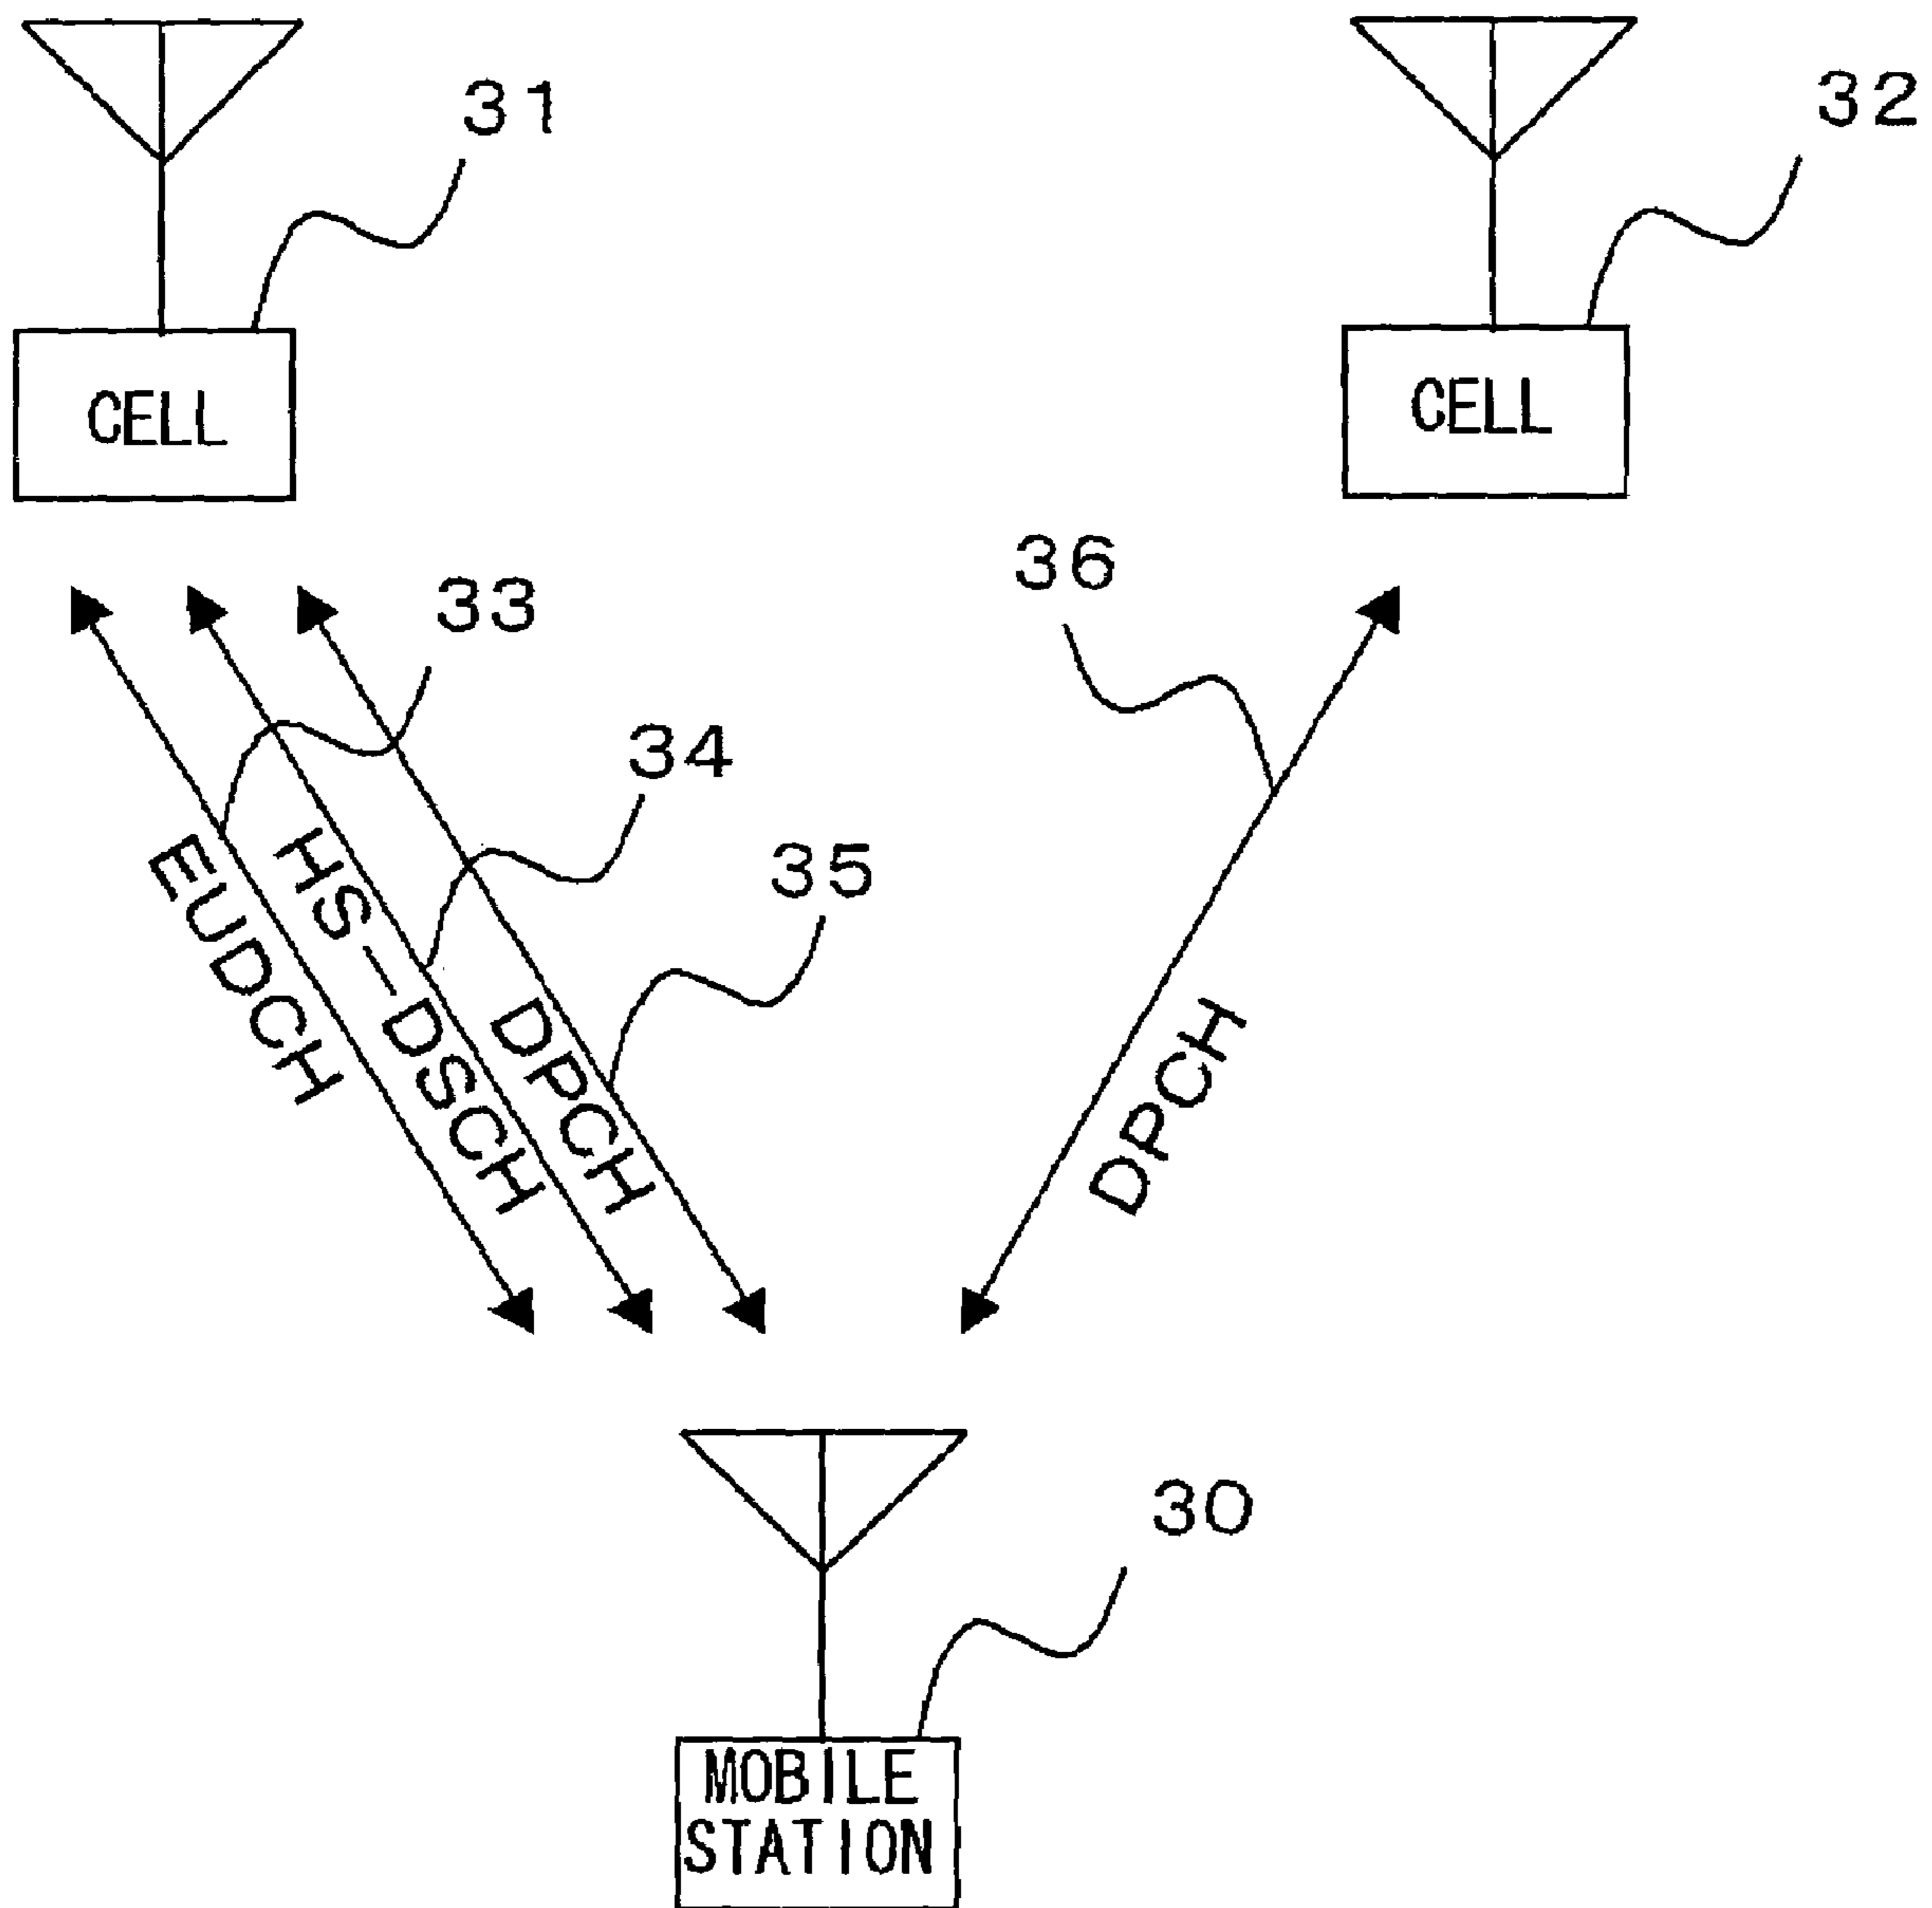 31
32
CELL
CELL
33
36
34
35
EUDCH
HS-DSCH
DPCH
DPCH
30
MOBILE
STATION